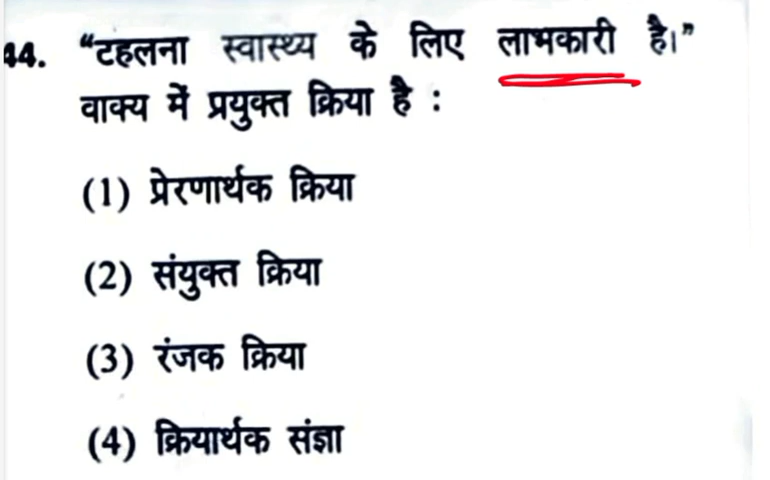 44. “टहलना स्वास्थ्य के लिए लाभकारी है।”
वाक्य में प्रयुक्त क्रिया है :
(1) प्रेरणार्थक क्रिया
(2) संयुक्त क्रिया
(3) रंजक क्रिया
(4) क्रियार्थक संज्ञा